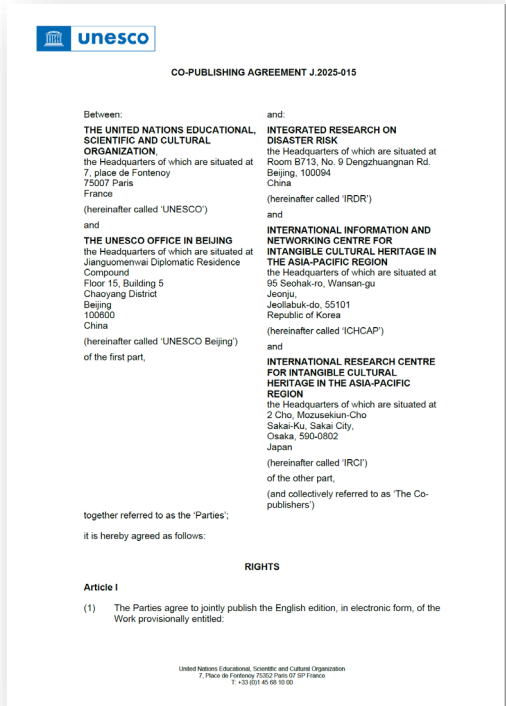 unesco
CO-PUBLISHING AGREEMENT J.2025-015
Between:
THE UNITED NATIONS EDUCATIONAL,
SCIENTIFIC AND CULTURAL
ORGANIZATION,
the Headquarters of which are situated at
7, place de Fontenoy
75007 Paris
France
(hereinafter called ‘UNESCO’)
and
THE UNESCO OFFICE IN BEIJING
the Headquarters of which are situated at
Jianguomenwai Diplomatic Residence
Compound
Floor 15, Building 5
Chaoyang District
Beijing
100600
China
(hereinafter called ‘UNESCO Beijing’)
of the first part,
and:
INTEGRATED RESEARCH ON
DISASTER RISK
the Headquarters of which are situated at
Room B713, No. 9 Dengzhuangnan Rd.
Beijing, 100094
China
(hereinafter called ‘IRDR’)
and
INTERNATIONAL INFORMATION AND
NETWORKING CENTRE FOR
INTANGIBLE CULTURAL HERITAGE IN
THE ASIA-PACIFIC REGION
the Headquarters of which are situated at
95 Seohak-ro, Wansan-gu
Jeonju,
Jeollabuk-do, 55101
Republic of Korea
(hereinafter called ‘ICHCAP’)
and
INTERNATIONAL RESEARCH CENTRE
FOR INTANGIBLE CULTURAL
HERITAGE IN THE ASIA-PACIFIC
REGION
the Headquarters of which are situated at
2 Cho, Mozusekiun-Cho
Sakai-Ku, Sakai City,
Osaka, 590-0802
Japan
(hereinafter called ‘IRCI’)
of the other part,
(and collectively referred to as ‘The Co-
publishers’)
together referred to as the ‘Parties’;
it is hereby agreed as follows:
RIGHTS
Article I
(1) The Parties agree to jointly publish the English edition, in electronic form, of the
Work provisionally entitled:
United Nations Educational, Scientific and Cultural Organization
7, Place de Fontenoy 75352 Paris 07 SP France
T: +33 (0)1 45 68 10 00